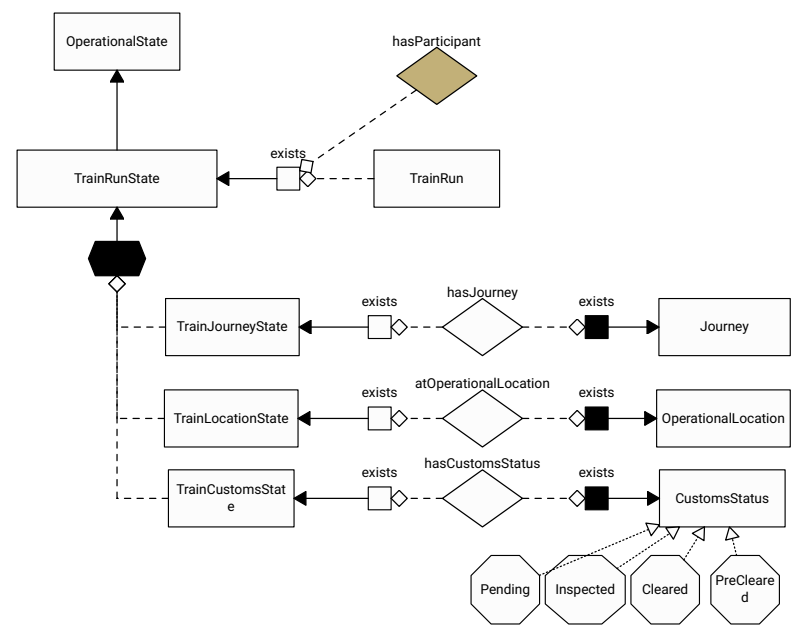 OperationalState
hasParticipant
exists
TrainRunState
TrainRun
hasJourney
exists
exists
TrainJourneyState
Journey
atOperationalLocation
exists
exists
TrainLocationState
OperationalLocation
hasCustomsStatus
exists
exists
TrainCustomsStat
e
CustomsStatus
Pending
Inspected
Cleared
PreCleare
d